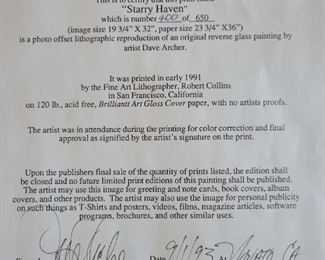 This is to certify that this print titled
"Starry Haven"
which is number 400 of 650
(image size 19 3/4" X 32", paper size 23 3/4" X36")
is a photo offset lithographic reproduction of an original reverse glass painting by
artist Dave Archer.
It was printed in early 1991
by the Fine Art Lithographer, Robert Collins
in San Francisco, California
on 120 lb., acid free, Brilliant Art Gloss Cover paper, with no artists proofs.
The artist was in attendance during the printing for color correction and final
approval as signified by the artist's signature on the print.
Upon the publishers final sale of the quantity of prints listed, the edition shall
be closed and no future limited print editions of this painting shall be published.
The artist may use this image for greeting and note cards, book covers, album
covers, and other products. The artist may also use the image for personal publicity
on such things as T-Shirts and posters, videos, films, magazine articles, software
programs, brochures, and other similar uses.
Date 9/1/93 At